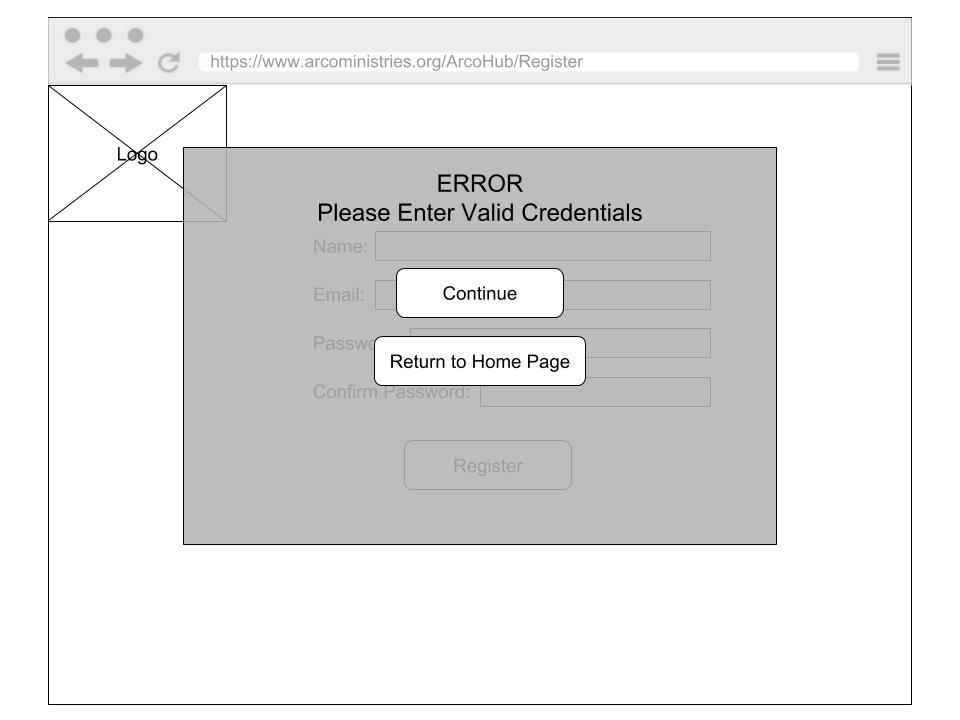 https://www.arcoministries.org/ArcoHub/Register
Logo
ERROR
Please Enter Valid Credentials
Name:
Email:
Continue
Passwo
Return to Home Page
Confirm Password:
Register